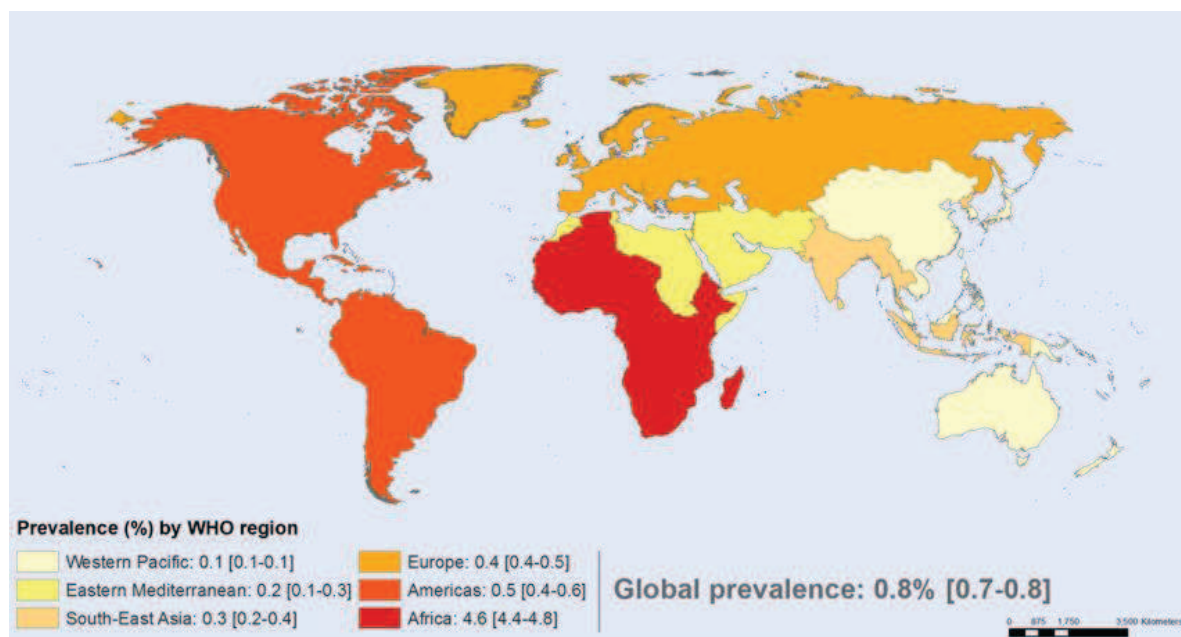 Prevalence (%) by WHO region
Western Pacific: 0.1 [0.1-0.1]
Eastern Mediterranean: 0.2 [0.1-0.3]
South-East Asia: 0.3 [0.2-0.4]
Europe: 0.4 [0.4-0.5]
Americas: 0.5 [0.4-0.6]
Africa: 4.6 [4.4-4.8]
Global prevalence: 0.8% [0.7-0.8]
0 875 1,750 3,500 Kilometers